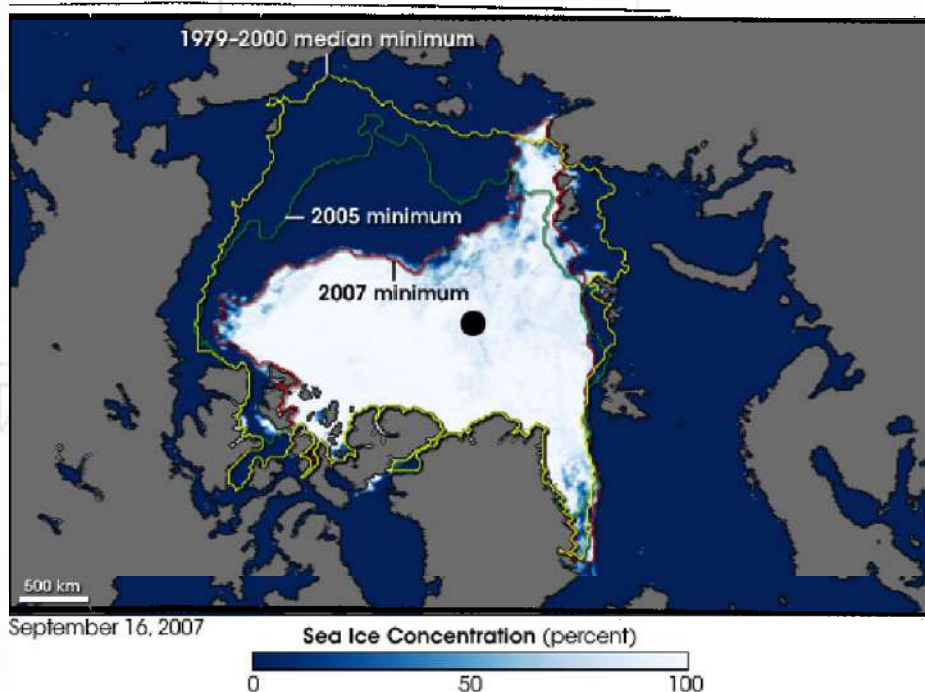 1979–2000 median minimum
2005 minimum
2007 minimum
500 km
September 16, 2007
Sea Ice Concentration (percent)
0 50 100